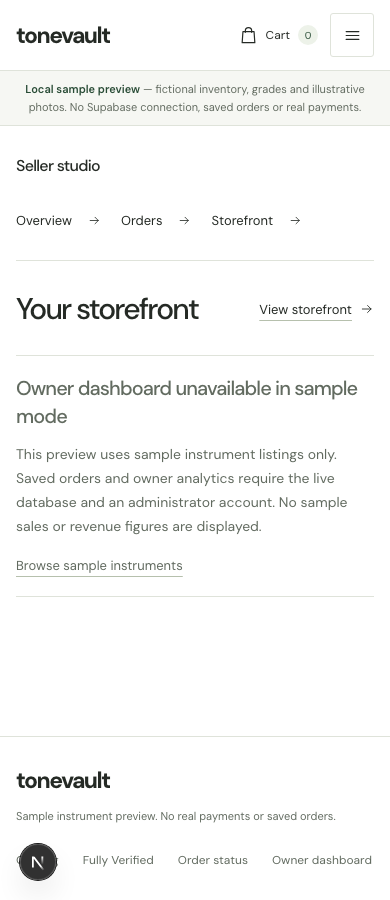 tonevault
Cart 0
Local sample preview — fictional inventory, grades and illustrative
photos. No Supabase connection, saved orders or real payments.
Seller studio
Overview → Orders → Storefront →
Your storefront
View storefront →
Owner dashboard unavailable in sample
mode
This preview uses sample instrument listings only.
Saved orders and owner analytics require the live
database and an administrator account. No sample
sales or revenue figures are displayed.
Browse sample instruments
tonevault
Sample instrument preview. No real payments or saved orders.
N Fully Verified Order status Owner dashboard